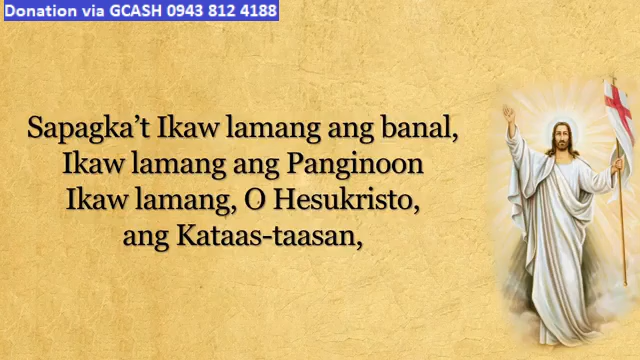 Donation via GCASH 0943 812 4188
Sapagka’t Ikaw lamang ang banal,
Ikaw lamang ang Panginoon
Ikaw lamang, O Hesukristo,
ang Kataas-taasan,